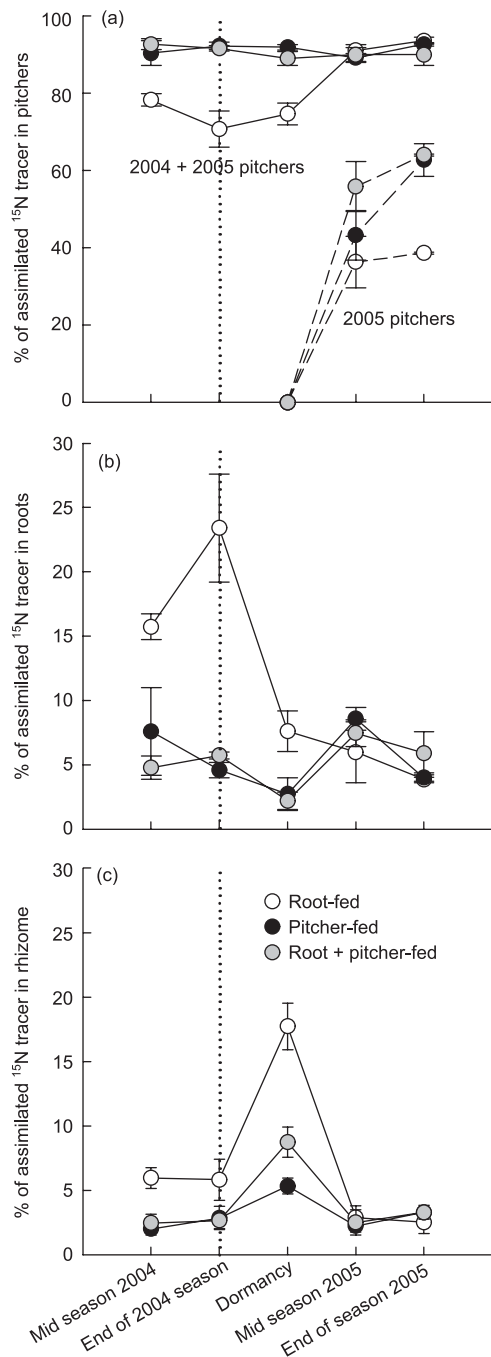 (a)
% of assimilated ¹⁵N tracer in pitchers
100
80
60
40
20
0
2004 + 2005 pitchers
2005 pitchers
(b)
% of assimilated ¹⁵N tracer in roots
30
25
20
15
10
5
0
(c)
% of assimilated ¹⁵N tracer in rhizome
30
25
20
15
10
5
0
Root-fed
Pitcher-fed
Root + pitcher-fed
Mid season 2004
End of 2004 season
Dormancy
Mid season 2005
End of season 2005